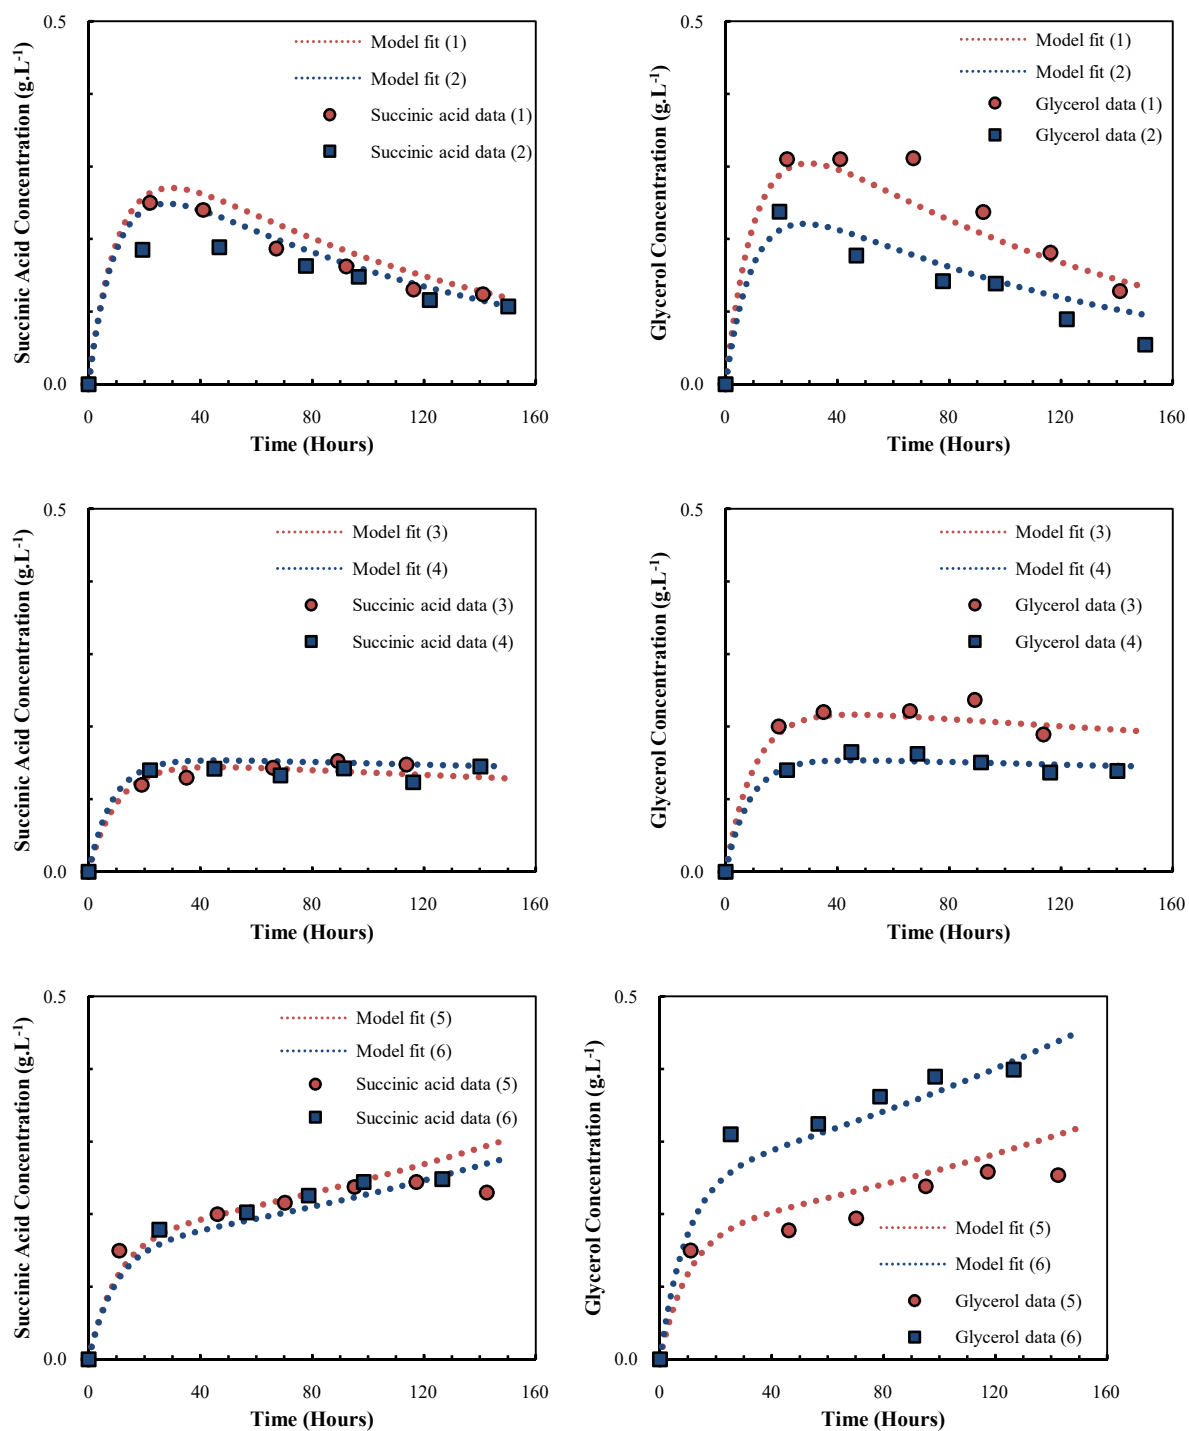 Succinic Acid Concentration (g.L-1)
0.5
0.0
Model fit (1)
Model fit (2)
Succinic acid data (1)
Succinic acid data (2)
0 40 80 120 160
Time (Hours)
Glycerol Concentration (g.L-1)
0.5
0.0
Model fit (1)
Model fit (2)
Glycerol data (1)
Glycerol data (2)
0 40 80 120 160
Time (Hours)
Succinic Acid Concentration (g.L-1)
0.5
0.0
Model fit (3)
Model fit (4)
Succinic acid data (3)
Succinic acid data (4)
0 40 80 120 160
Time (Hours)
Glycerol Concentration (g.L-1)
0.5
0.0
Model fit (3)
Model fit (4)
Glycerol data (3)
Glycerol data (4)
0 40 80 120 160
Time (Hours)
Succinic Acid Concentration (g.L-1)
0.5
0.0
Model fit (5)
Model fit (6)
Succinic acid data (5)
Succinic acid data (6)
0 40 80 120 160
Time (Hours)
Glycerol Concentration (g.L-1)
0.5
0.0
Model fit (5)
Model fit (6)
Glycerol data (5)
Glycerol data (6)
0 40 80 120 160
Time (Hours)